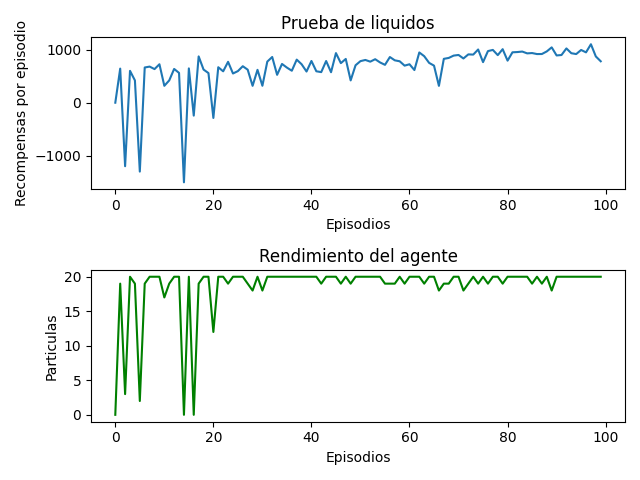 Prueba de liquidos
Recompensas por episodio
1000
0
−1000
0 20 40 60 80 100
Episodios
Rendimiento del agente
Particulas
20
15
10
5
0
0 20 40 60 80 100
Episodios